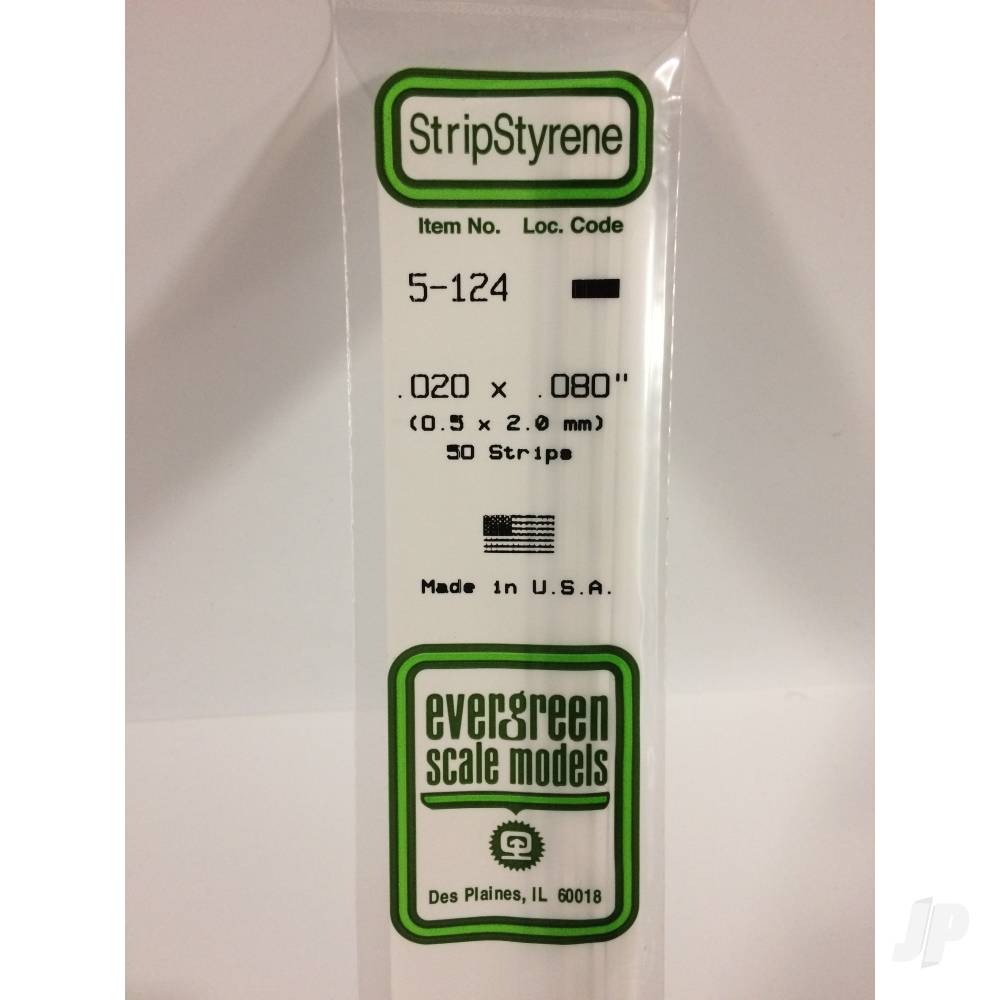 StripStyrene
Item No. Loc. Code
5-124
.020 x .080"
(0.5 x 2.0 mm)
50 Strips
Made in U.S.A.
evergreen
scale models
Des Plaines, IL 60018
JP